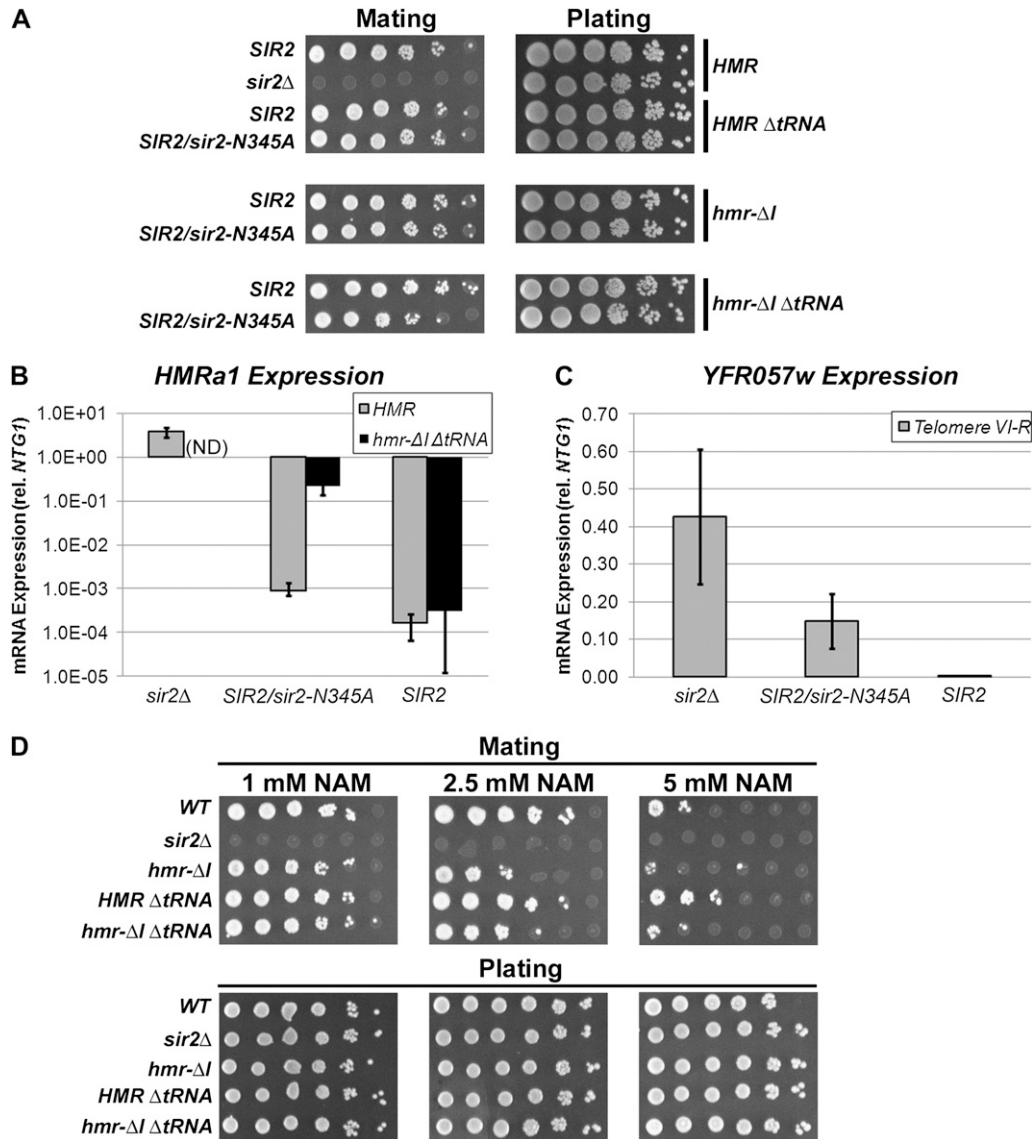 A
Mating
Plating
SIR2
sir2Δ
SIR2
SIR2/sir2-N345A
HMR
HMR ΔtRNA
SIR2
SIR2/sir2-N345A
hmr-ΔI
SIR2
SIR2/sir2-N345A
hmr-ΔI ΔtRNA
B
HMRa1 Expression
mRNA Expression (rel. NTG1)
1.0E+01
1.0E+00
1.0E-01
1.0E-02
1.0E-03
1.0E-04
1.0E-05
(ND)
HMR
hmr-ΔI ΔtRNA
sir2Δ
SIR2/sir2-N345A
SIR2
C
YFR057w Expression
mRNA Expression (rel. NTG1)
0.70
0.60
0.50
0.40
0.30
0.20
0.10
0.00
Telomere VI-R
sir2Δ
SIR2/sir2-N345A
SIR2
D
Mating
1 mM NAM
2.5 mM NAM
5 mM NAM
WT
sir2Δ
hmr-ΔI
HMR ΔtRNA
hmr-ΔI ΔtRNA
Plating
WT
sir2Δ
hmr-ΔI
HMR ΔtRNA
hmr-ΔI ΔtRNA